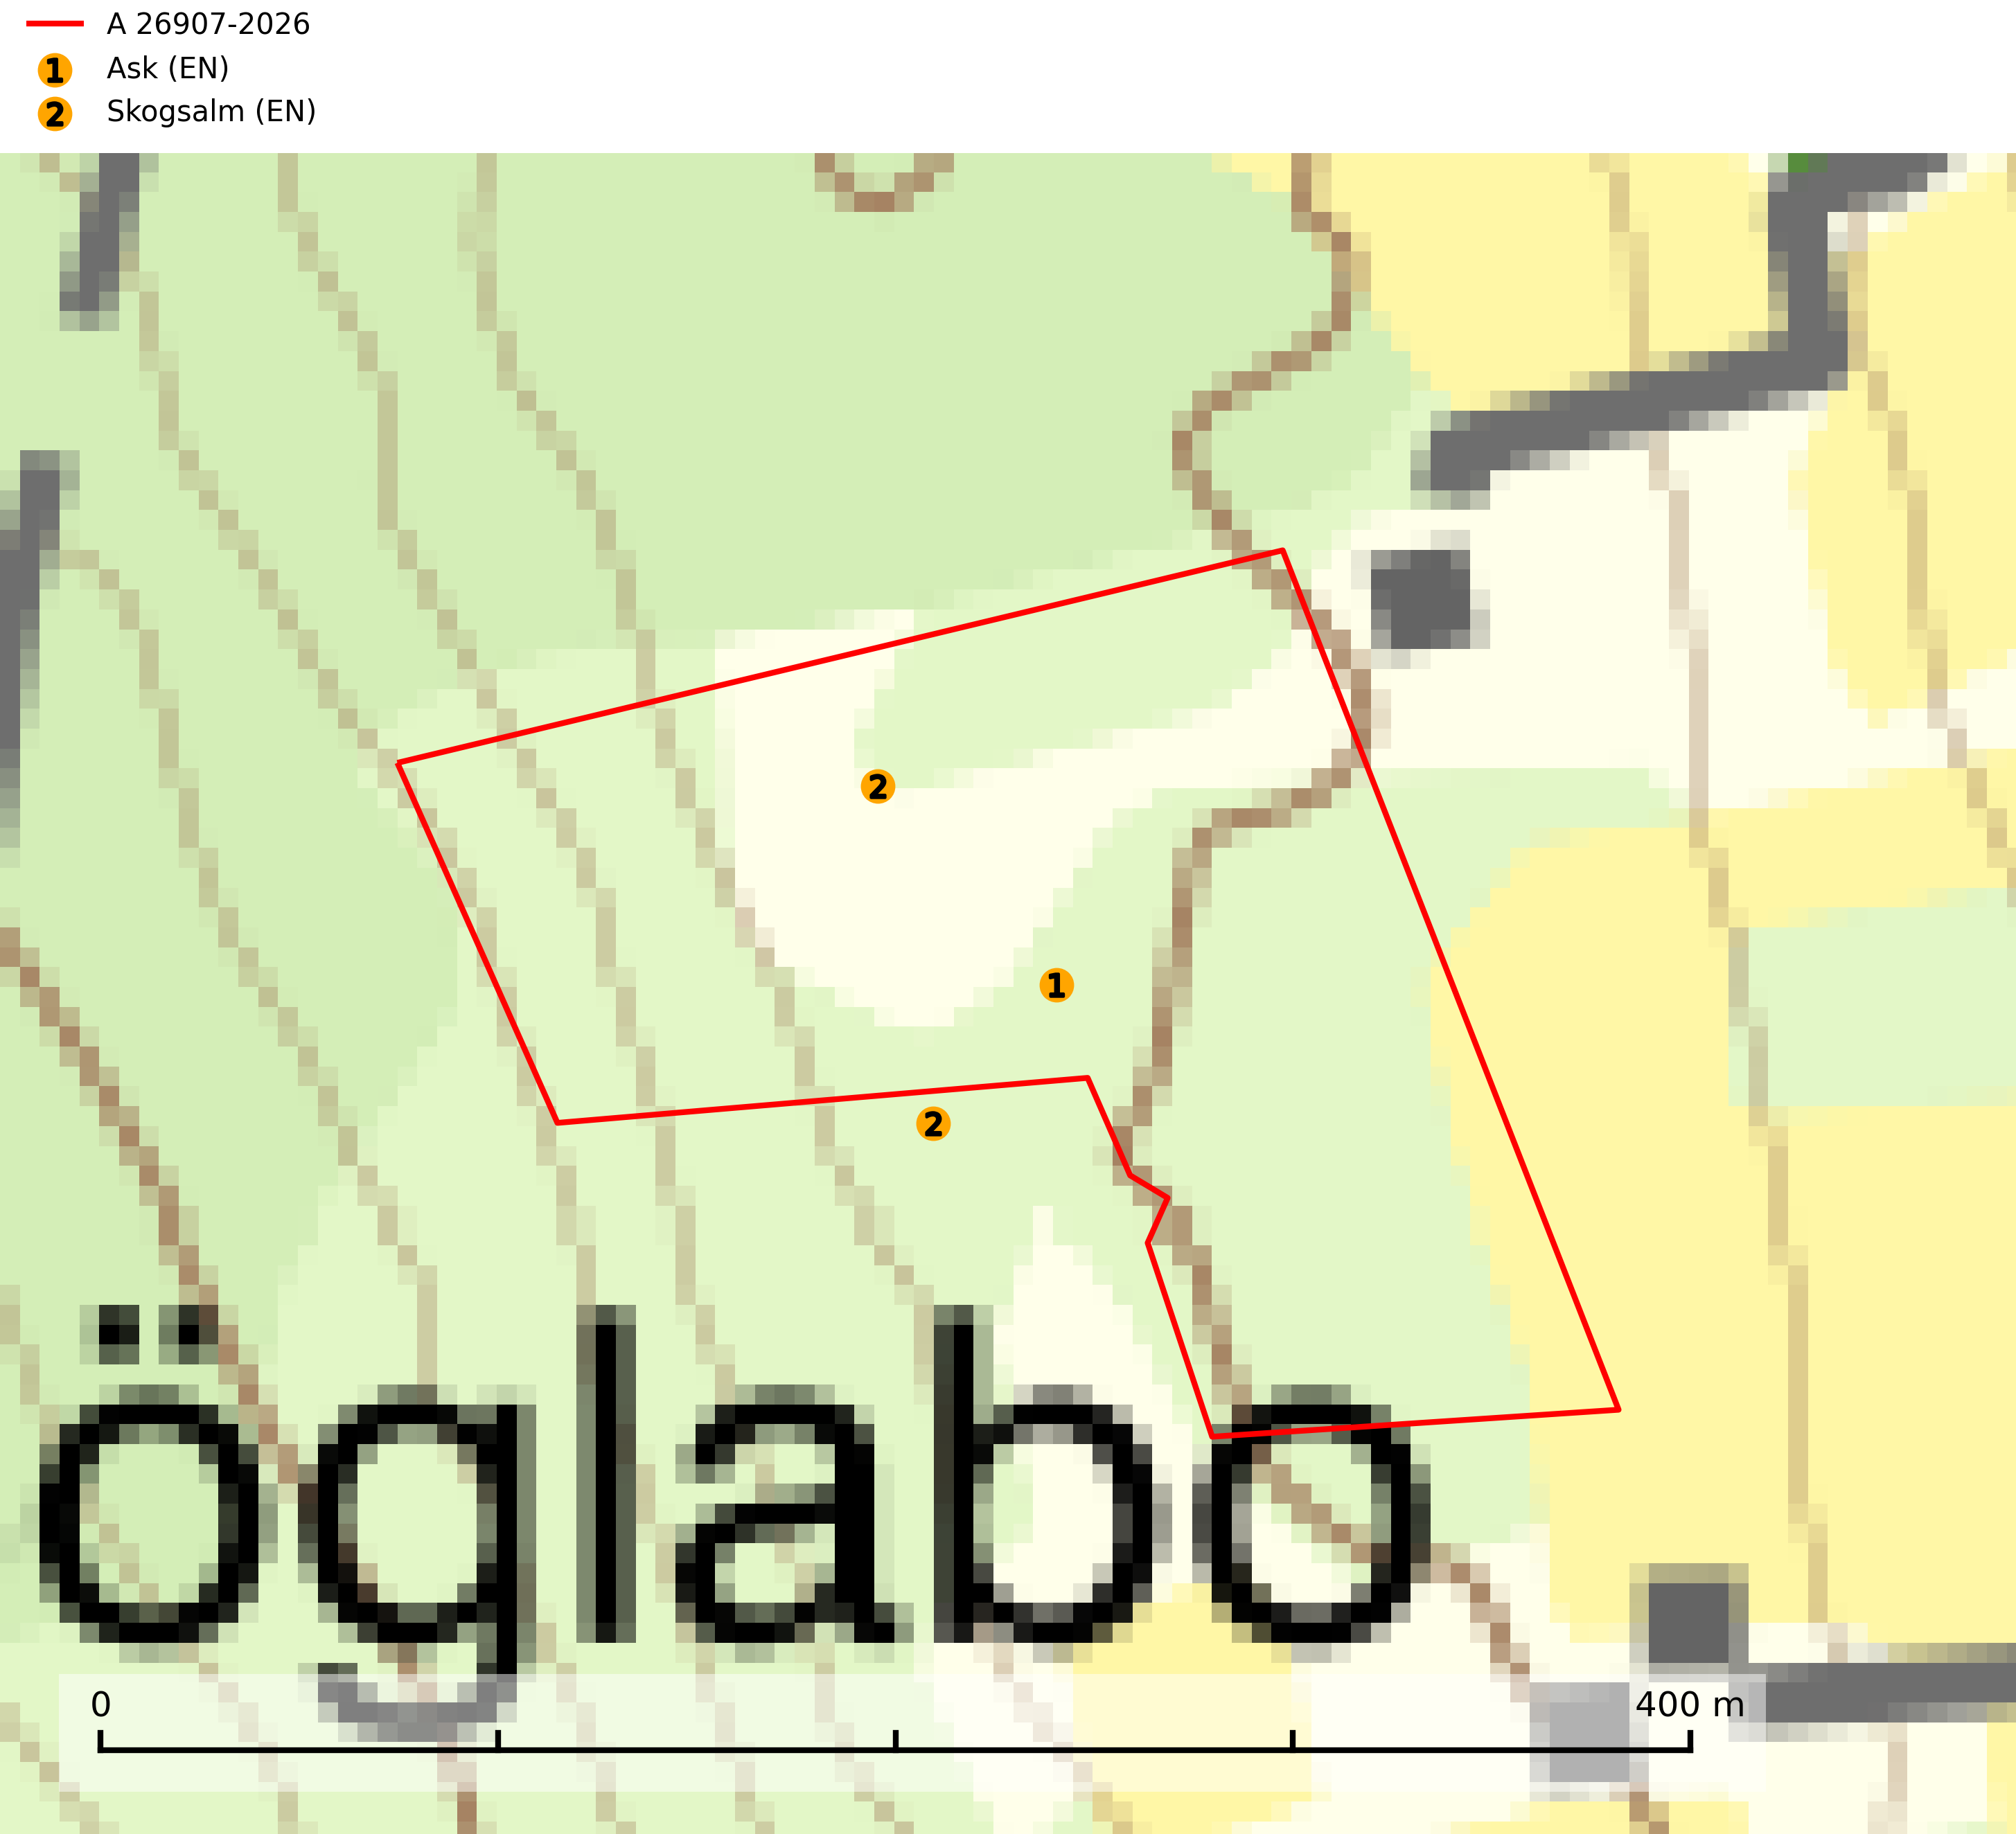 A 26907-2026
1 Ask (EN)
2 Skogsalm (EN)
2
1
2
öglabo
0 400 m